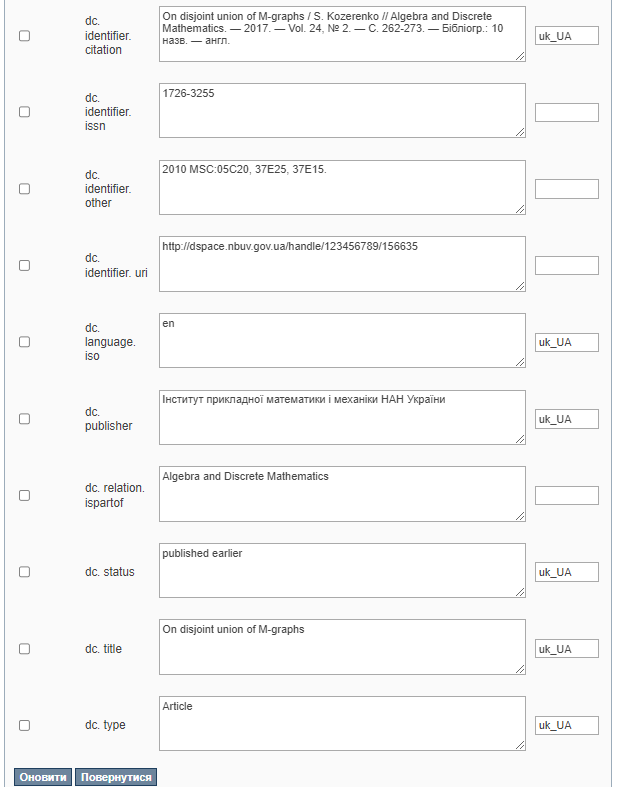 dc.
identifier.
citation
On disjoint union of M-graphs / S. Kozerenko // Algebra and Discrete
Mathematics. — 2017. — Vol. 24, № 2. — С. 262-273. — Бібліогр.: 10
назв. — англ.
uk_UA
dc.
identifier.
issn
1726-3255
dc.
identifier.
other
2010 MSC:05C20, 37E25, 37E15.
dc.
identifier. uri
http://dspace.nbuv.gov.ua/handle/123456789/156635
dc.
language.
iso
en
uk_UA
dc.
publisher
Інститут прикладної математики і механіки НАН України
uk_UA
dc. relation.
ispartof
Algebra and Discrete Mathematics
dc. status
published earlier
uk_UA
dc. title
On disjoint union of M-graphs
uk_UA
dc. type
Article
uk_UA
Оновити Повернутися